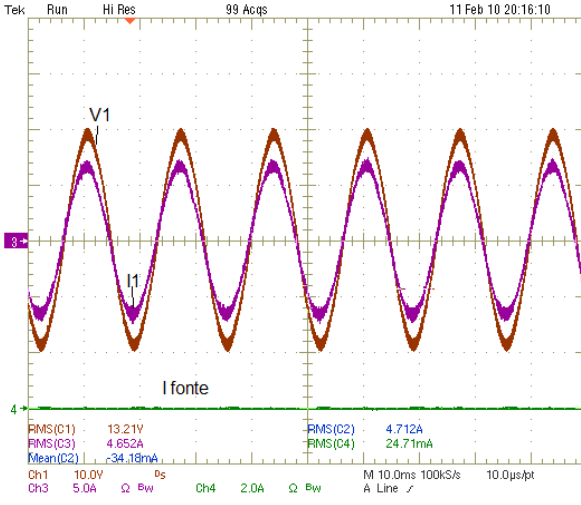 Tek Run Hi Res 99 Acqs 11 Feb 10 20:16:10
V1
3
I1
I fonte
4
RMS(C1) 13.21V RMS(C2) 4.712A
RMS(C3) 4.652A RMS(C4) 24.71mA
Mean(C2) -34.18mA
Ch1 10.0V Bs M 10.0ms 100kS/s 10.0µs/pt
Ch3 5.0A Ω Bw Ch4 2.0A Ω Bw A Line